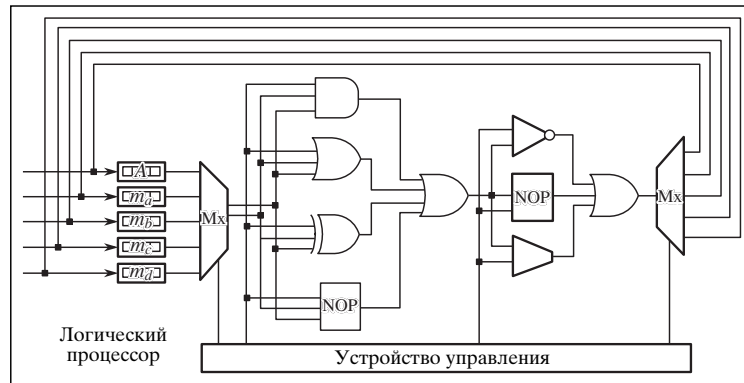 A
m_a
m_b
m_c
m_d
Mx
NOP
NOP
Mx
Логический
процессор
Устройство управления